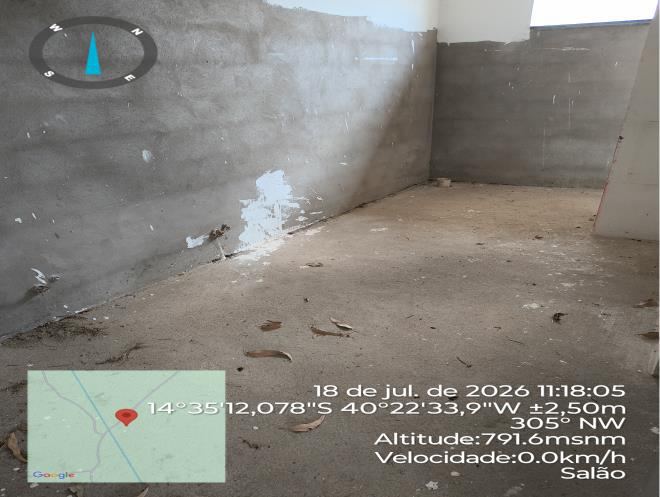 W N
S E
18 de jul. de 2026 11:18:05
14°35'12,078"S 40°22'33,9"W ±2,50m
305° NW
Altitude:791.6msnm
Velocidade:0.0km/h
Salão
Google